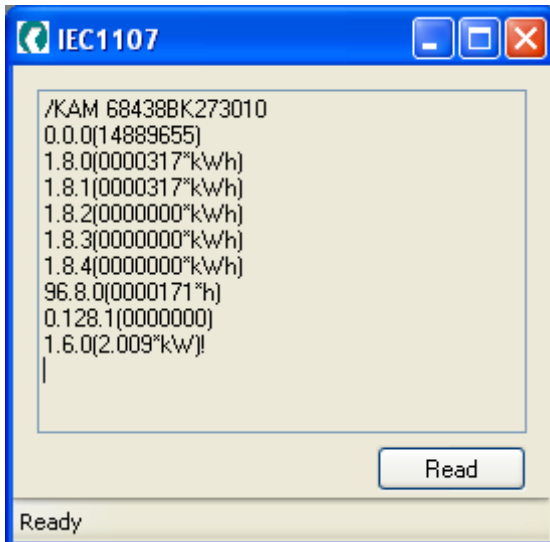 IEC1107
/KAM 68438BK273010
0.0.0(14889655)
1.8.0(0000317*kWh)
1.8.1(0000317*kWh)
1.8.2(0000000*kWh)
1.8.3(0000000*kWh)
1.8.4(0000000*kWh)
96.8.0(0000171*h)
0.128.1(0000000)
1.6.0(2.009*kW)!
Read
Ready